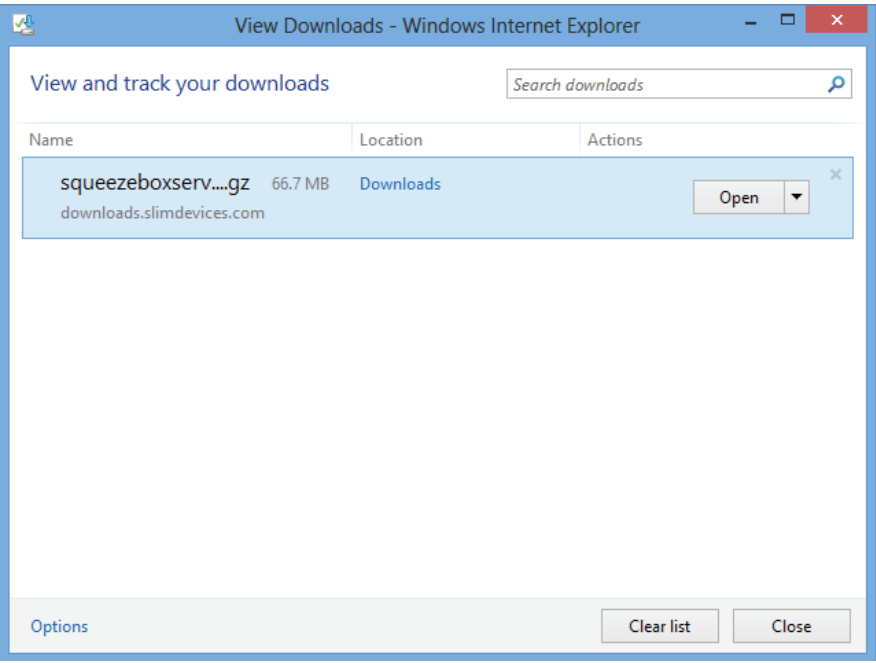 View Downloads - Windows Internet Explorer
View and track your downloads
Search downloads
Name Location Actions
squeezeboxserv....gz 66.7 MB Downloads
downloads.slimdevices.com
Open
Options
Clear list Close